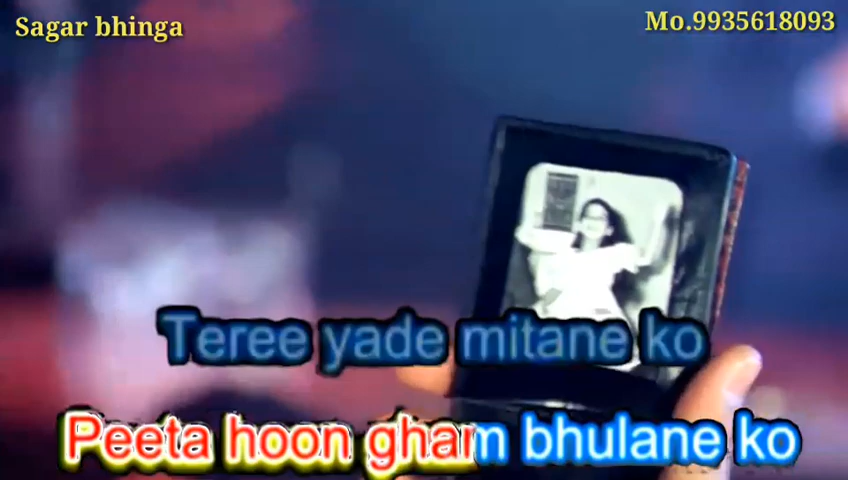 Sagar bhinga
Mo.9935618093
Teree yade mitane ko
Peeta hoon gham bhulane ko